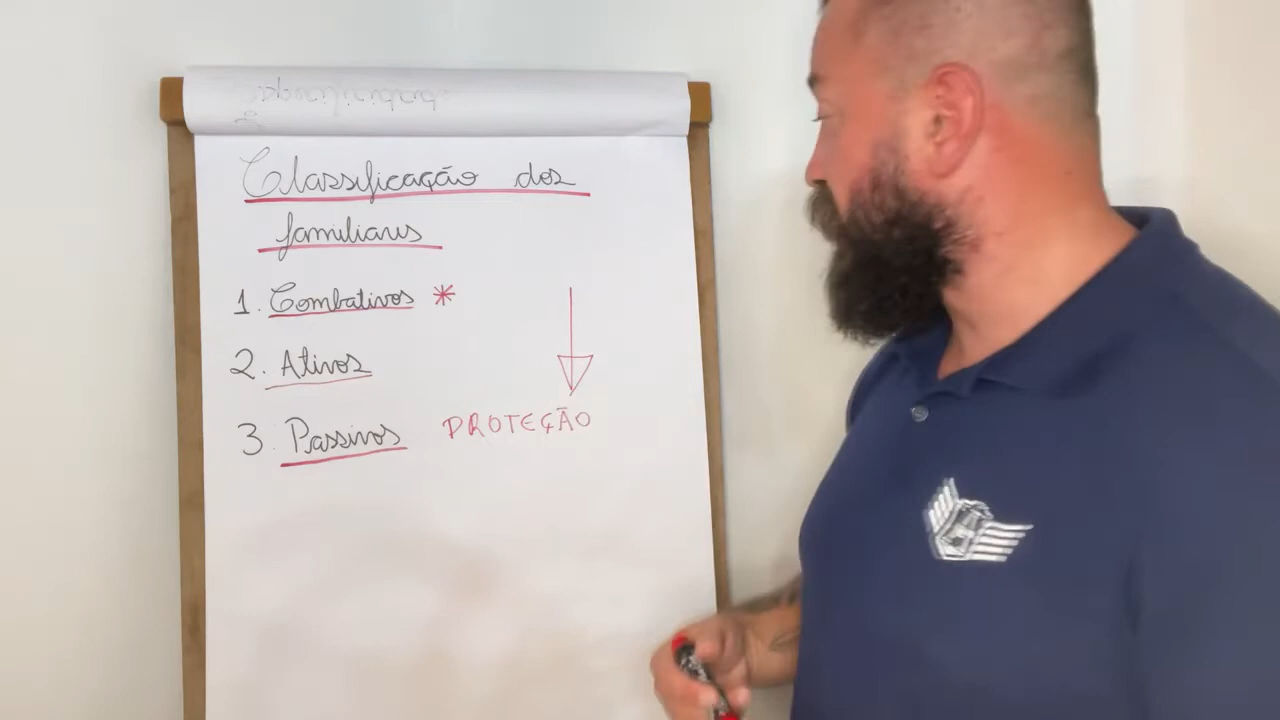 Classificação dos
familiares
1. Combativos *
2. Ativos
3. Passivos PROTEÇÃO